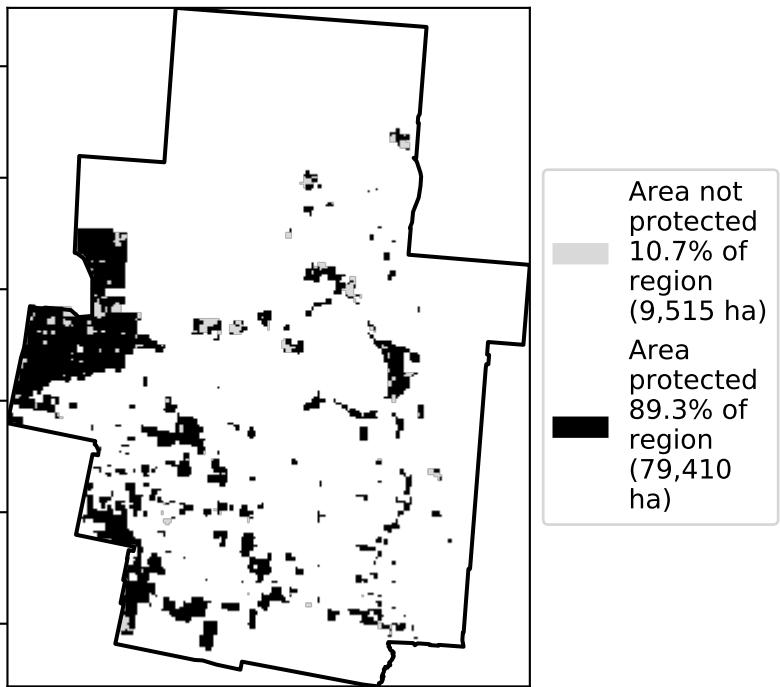 Area not
protected
10.7% of
region
(9,515 ha)
Area
protected
89.3% of
region
(79,410
ha)